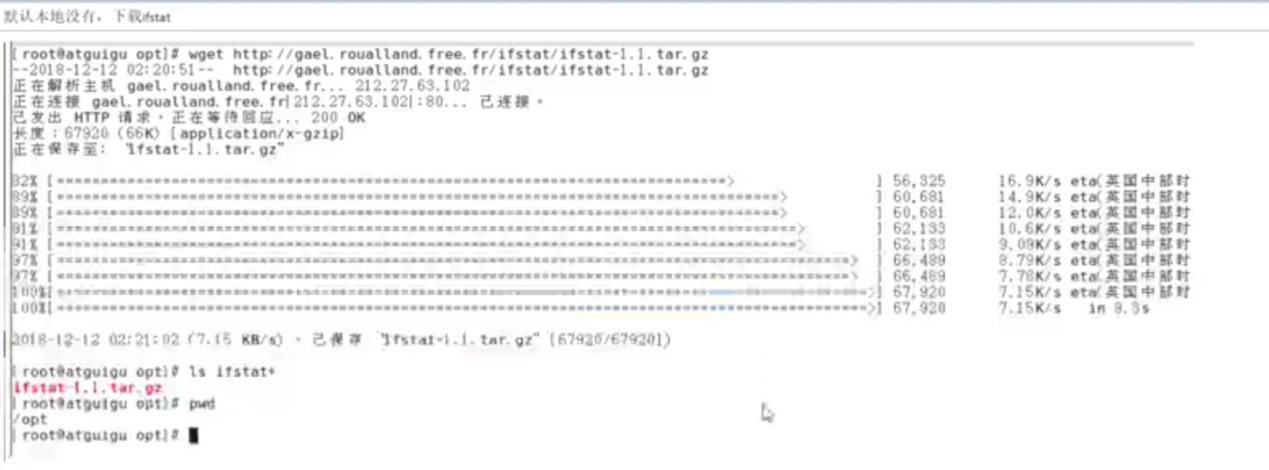 默认本地没有，下载ifstat
[root@atguigu opt]# wget http://gael.roualland.free.fr/ifstat/ifstat-1.1.tar.gz
--2018-12-12 02:20:51-- http://gael.roualland.free.fr/ifstat/ifstat-1.1.tar.gz
正在解析主机 gael.roualland.free.fr... 212.27.63.102
正在连接 gael.roualland.free.fr|212.27.63.102|:80... 已连接。
已发出 HTTP 请求，正在等待回应... 200 OK
长度：67920 (66K) [application/x-gzip]
正在保存至: "ifstat-1.1.tar.gz"
82% [=======================================> ] 56,325 16.9K/s eta(英国中部时
89% [==========================================> ] 60,681 14.9K/s eta(英国中部时
89% [==========================================> ] 60,681 12.0K/s eta(英国中部时
91% [===========================================> ] 62,133 10.6K/s eta(英国中部时
91% [===========================================> ] 62,133 9.09K/s eta(英国中部时
97% [==============================================> ] 66,489 8.79K/s eta(英国中部时
97% [==============================================> ] 66,489 7.78K/s eta(英国中部时
100%[===============================================>] 67,920 7.15K/s eta(英国中部时
100%[===============================================>] 67,920 7.15K/s in
2018-12-12 02:21:02 (7.15 KB/s) - 已保存 "ifstat-1.1.tar.gz" [67920/67920])
[root@atguigu opt]# ls ifstat*
ifstat-1.1.tar.gz
[root@atguigu opt]# pwd
/opt
[root@atguigu opt]#